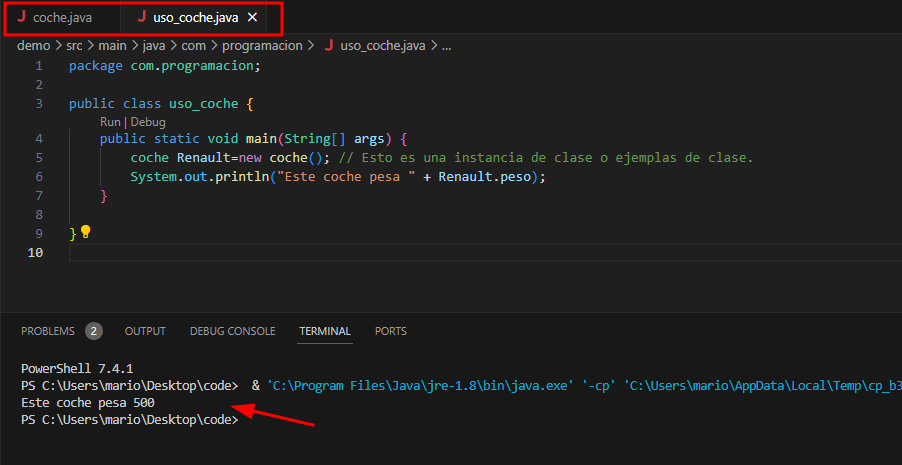 coche.java uso_coche.java
demo > src > main > java > com > programacion > uso_coche.java > ...
1 package com.programacion;
2
3 public class uso_coche {
Run | Debug
4 public static void main(String[] args) {
5 coche Renault=new coche(); // Esto es una instancia de clase o ejemplas de clase.
6 System.out.println("Este coche pesa " + Renault.peso);
7 }
8
9 }
10
PROBLEMS 2 OUTPUT DEBUG CONSOLE TERMINAL PORTS
PowerShell 7.4.1
PS C:\Users\mario\Desktop\code> & 'C:\Program Files\Java\jre-1.8\bin\java.exe' '-cp' 'C:\Users\mario\AppData\Local\Temp\cp_b3
Este coche pesa 500
PS C:\Users\mario\Desktop\code>